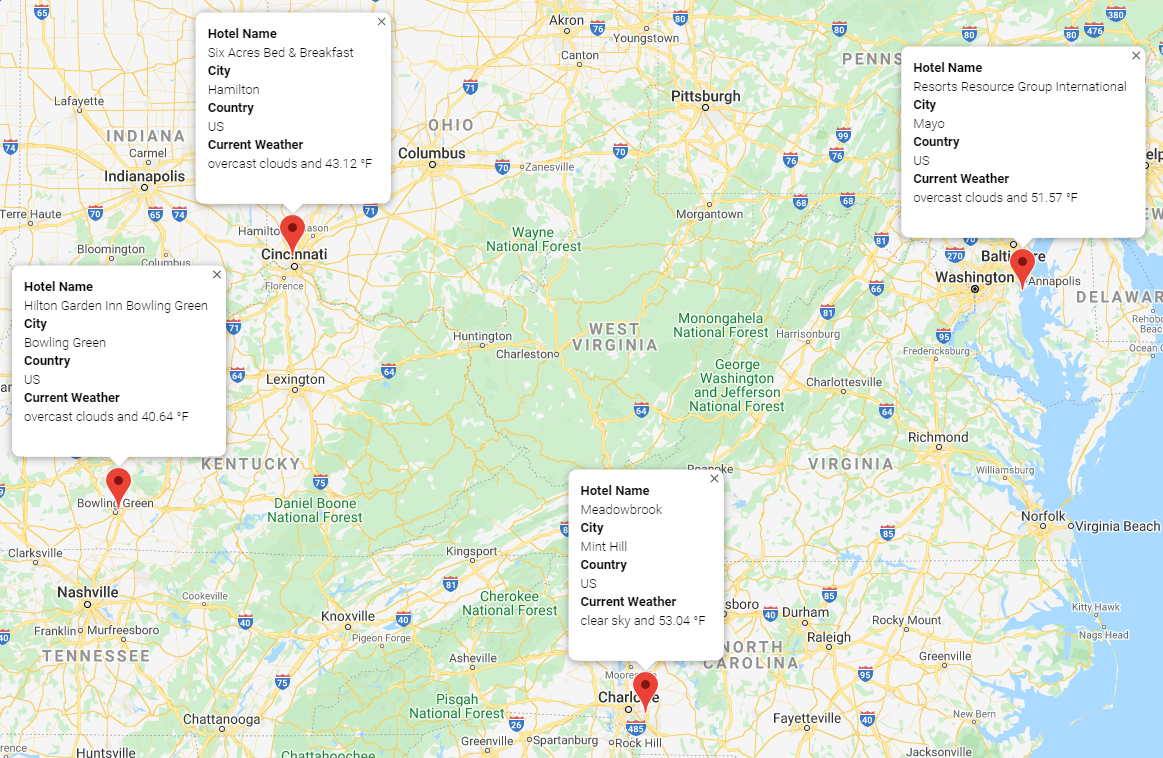 Hotel Name
Six Acres Bed & Breakfast
City
Hamilton
Country
US
Current Weather
overcast clouds and 43.12 °F
Hotel Name
Resorts Resource Group International
City
Mayo
Country
US
Current Weather
overcast clouds and 51.57 °F
Hotel Name
Hilton Garden Inn Bowling Green
City
Bowling Green
Country
US
Current Weather
overcast clouds and 40.64 °F
Hotel Name
Meadowbrook
City
Mint Hill
Country
US
Current Weather
clear sky and 53.04 °F
65
Akron
76
80
Youngstown
Canton
80
80
80
476
380
PENNS
Lafayette
71
Pittsburgh
INDIANA
OHIO
74
Carmel
Columbus
70
99
76
76
Indianapolis
70
Zanesville
Terre Haute
70
65
74
71
68
68
Morgantown
Hamilto
Wayne
National Forest
81
70
Bloomington
Cincinnati
270
Baltimore
Columbus
Florence
Washington
Annapolis
66
DELAWAR
71
WEST
VIRGINIA
Monongahela
National Forest
81
Huntington
Harrisonburg
95
Charleston
Fredericksburg
64
64
Lexington
George
Washington
and Jefferson
National Forest
Charlottesville
64
64
Richmond
KENTUCKY
Roanoke
VIRGINIA
Williamsburg
75
Bowling Green
Daniel Boone
National Forest
Norfolk
Virginia Beach
85
Clarksville
Kingsport
81
Nashville
Cookeville
Cherokee
National Forest
85
Kitty Hawk
40
Knoxville
40
sboro
40
Durham
Rocky Mount
Franklin
Murfreesboro
Pigeon Forge
Raleigh
Nags Head
40
TENNESSEE
Asheville
NORTH
CAROLINA
Greenville
75
95
Charlotte
Pisgah
National Forest
Chattanooga
26
485
Fayetteville
40
New Bern
Greenville
Spartanburg
Rock Hill
Huntsville
Chattahoochee
Jacksonville